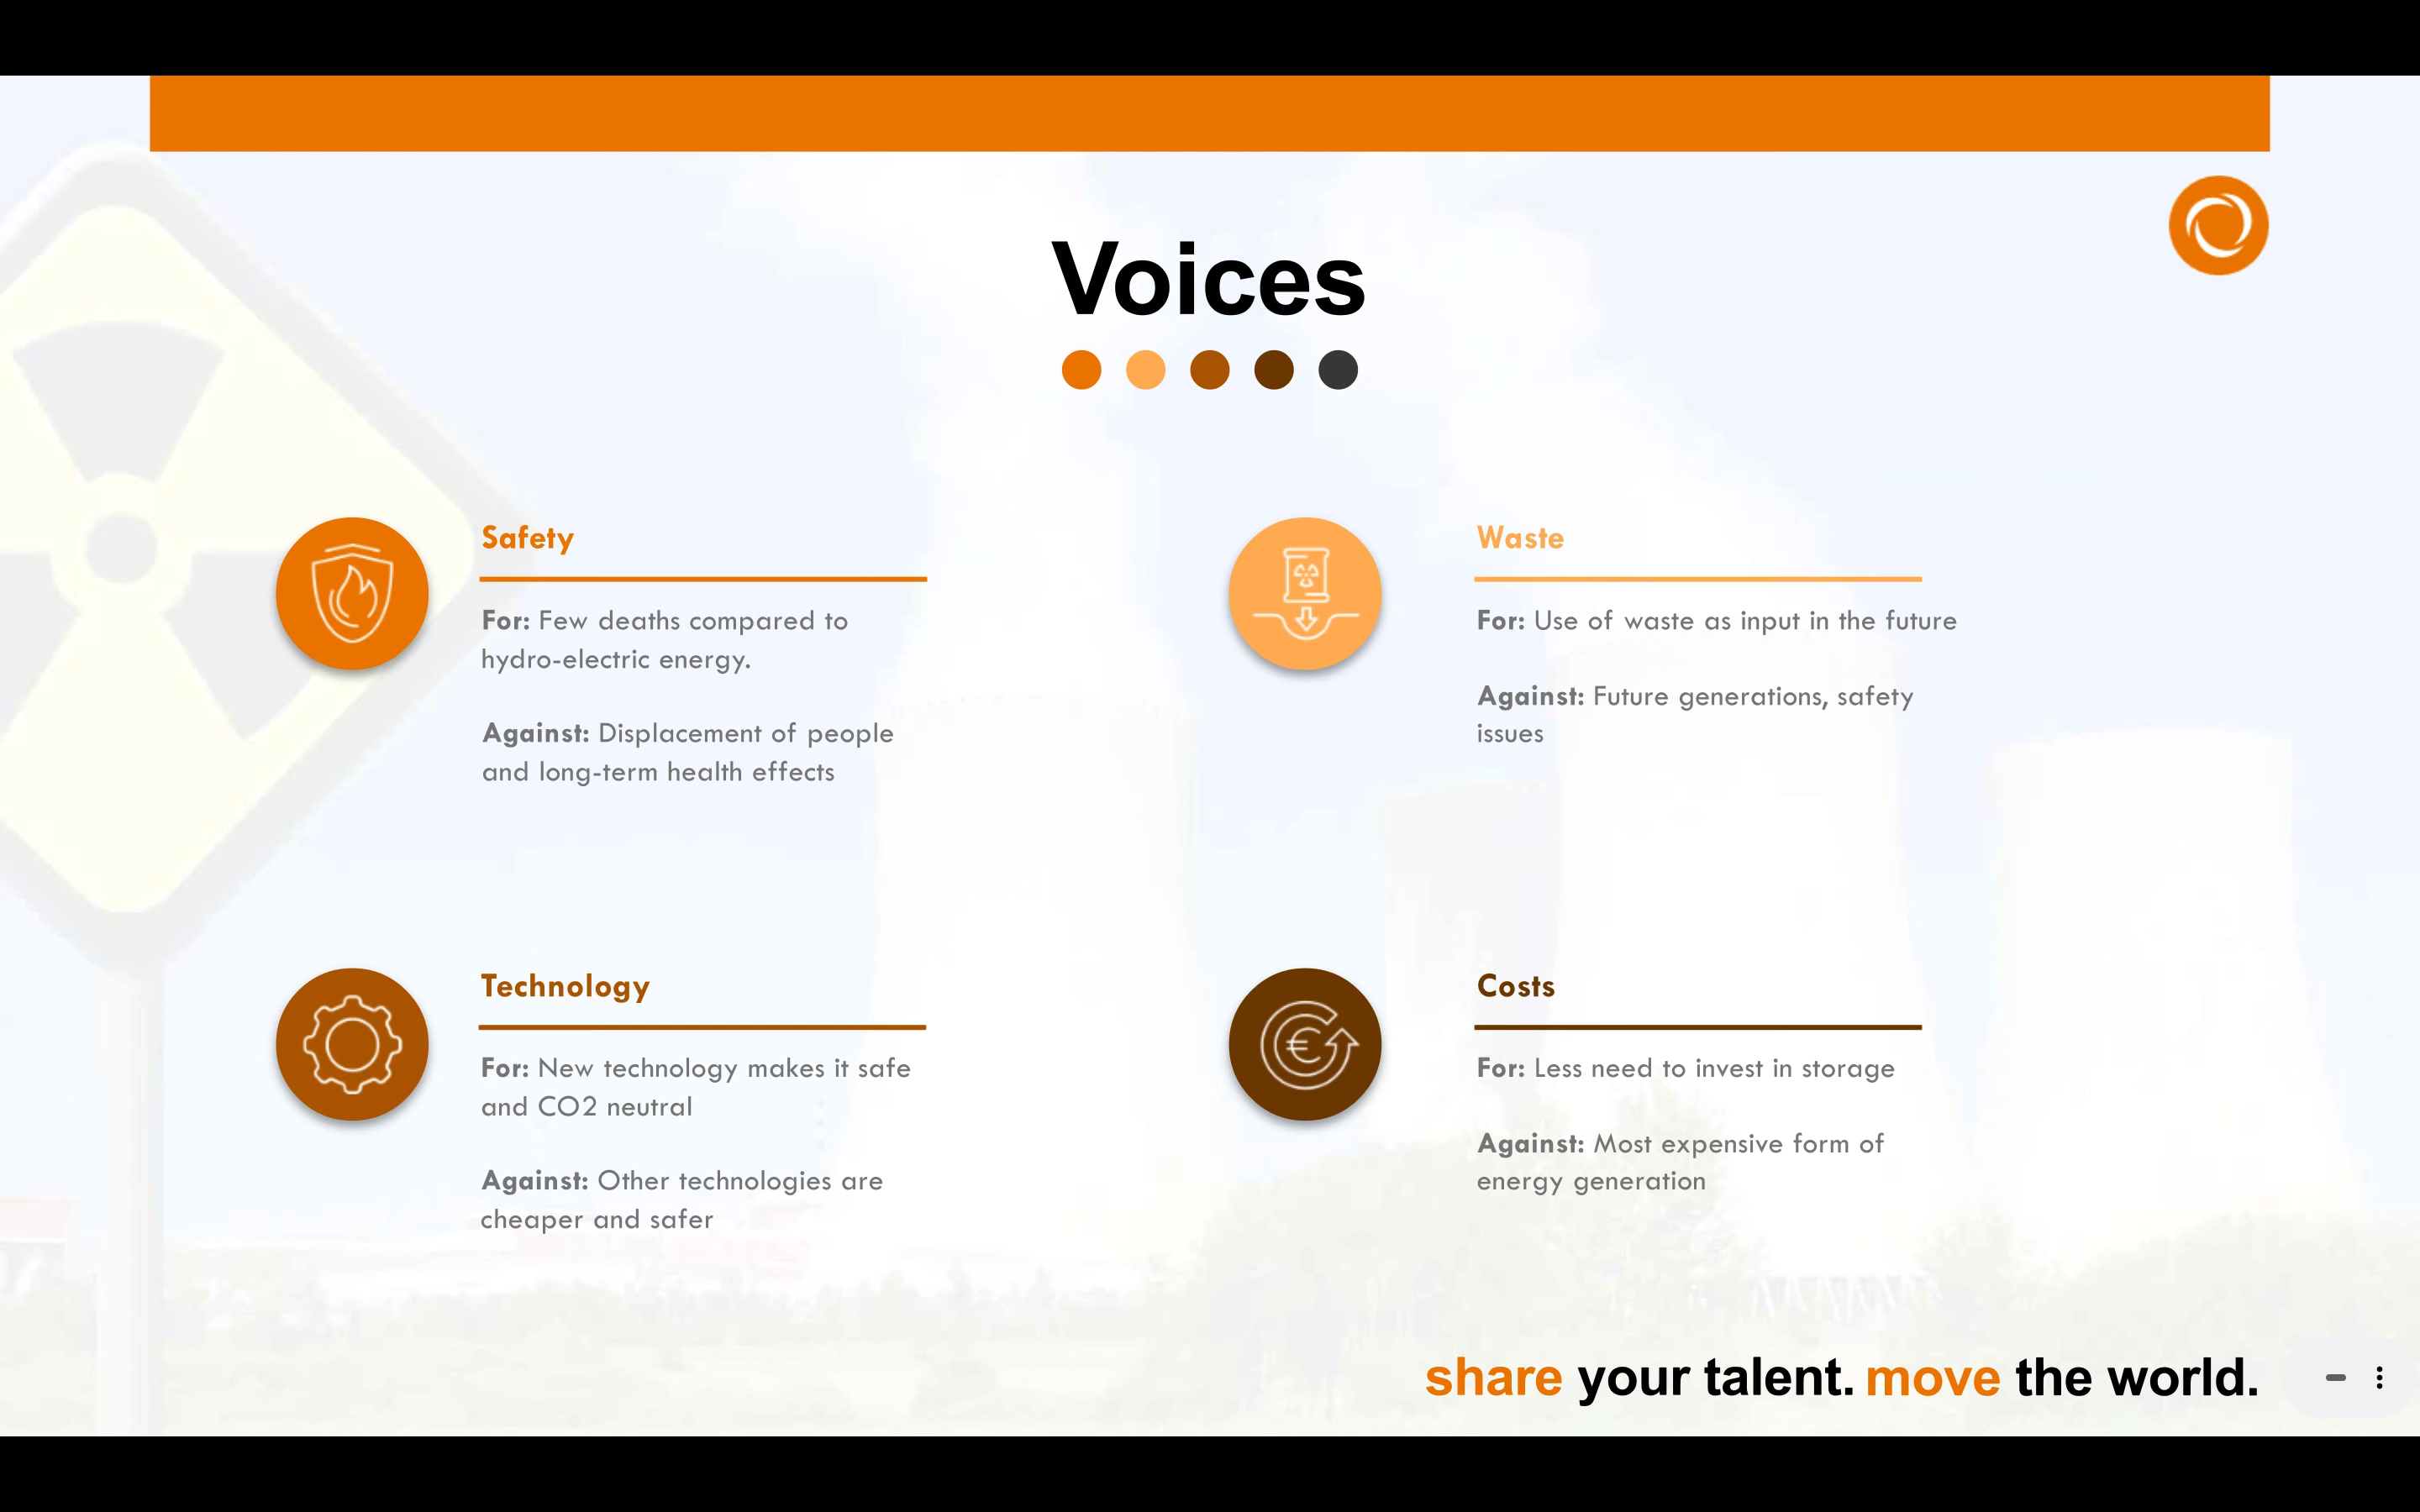 Voices
Safety
For: Few deaths compared to
hydro-electric energy.
Against: Displacement of people
and long-term health effects
Waste
For: Use of waste as input in the future
Against: Future generations, safety
issues
Technology
For: New technology makes it safe
and CO2 neutral
Against: Other technologies are
cheaper and safer
Costs
For: Less need to invest in storage
Against: Most expensive form of
energy generation
share your talent. move the world.